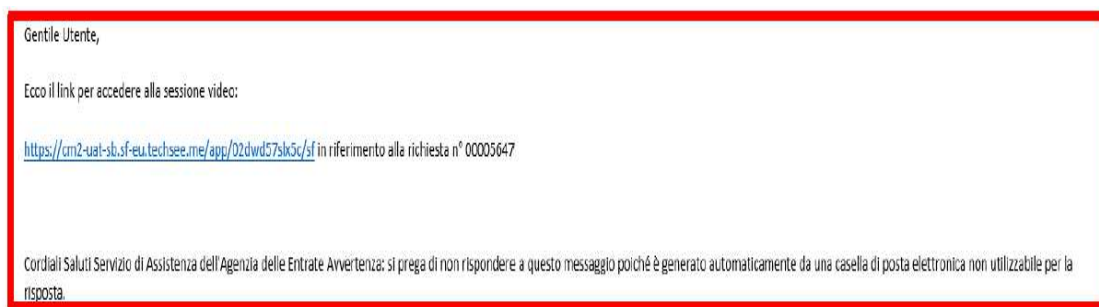 Gentile Utente,
Ecco il link per accedere alla sessione video:
https://crn2-uat-sb.sf-eu.techsee.me/app/02dwd57slx5c/sf in riferimento alla richiesta n° 00005647
Cordiali Saluti Servizio di Assistenza dell'Agenzia delle Entrate Avvertenza: si prega di non rispondere a questo messaggio poiché è generato automaticamente da una casella di posta elettronica non utilizzabile per la
risposta.